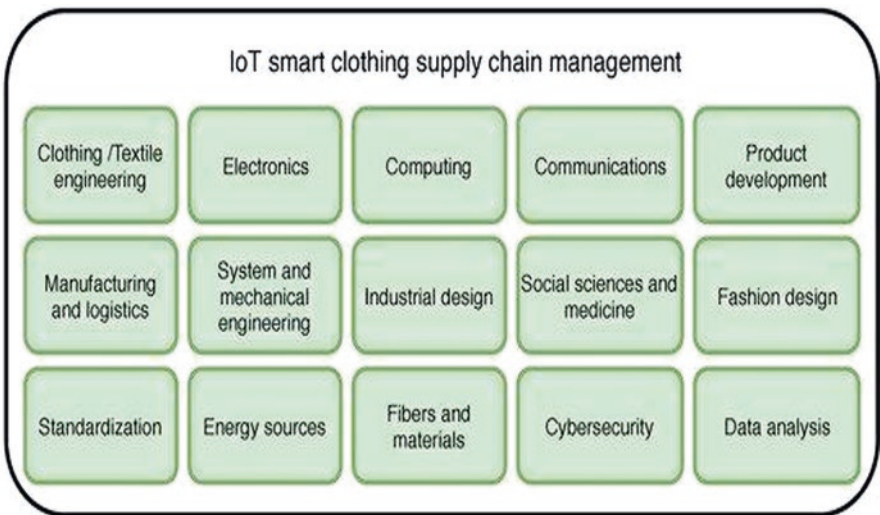 IoT smart clothing supply chain management
Clothing /Textile
engineering
Electronics
Computing
Communications
Product
development
Manufacturing
and logistics
System and
mechanical
engineering
Industrial design
Social sciences and
medicine
Fashion design
Standardization
Energy sources
Fibers and
materials
Cybersecurity
Data analysis